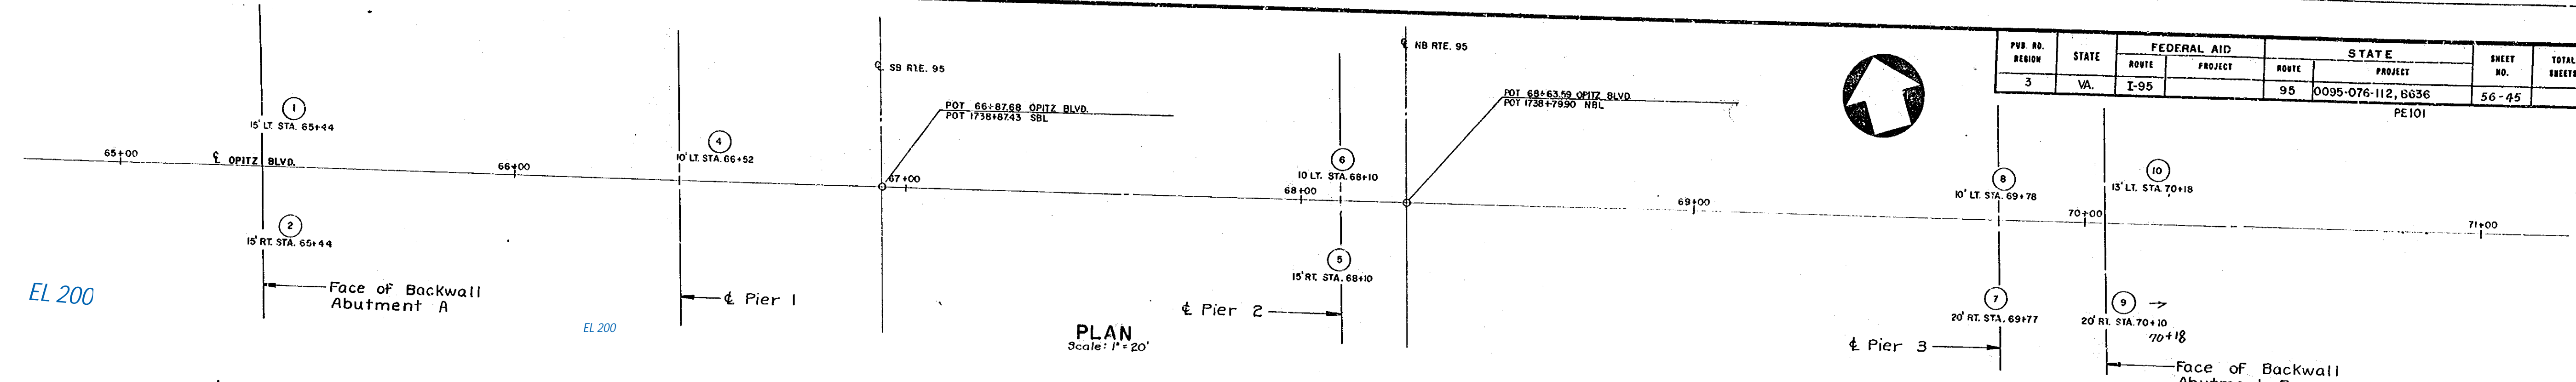 ℄ SB RTE. 95
℄ NB RTE. 95
PUB. RD. REGION
STATE
FEDERAL AID
STATE
SHEET NO.
TOTAL SHEETS
ROUTE
PROJECT
ROUTE
PROJECT
3
VA.
I-95
95
0095-076-112, B636
56-45
PE101
1
15' LT. STA. 65+44
4
10' LT. STA. 66+52
POT 66+87.68 OPITZ BLVD.
POT 1738+87.43 SBL
6
10 LT. STA. 68+10
POT 68+63.59 OPITZ BLVD.
POT 1738+79.90 NBL
8
10' LT. STA. 69+78
10
13' LT. STA. 70+18
65+00
℄ OPITZ BLVD.
66+00
67+00
68+00
69+00
70+00
71+00
2
15' RT. STA. 65+44
5
15' RT. STA. 68+10
7
20' RT. STA. 69+77
9
20' RT. STA. 70+10
70+18
EL 200
Face of Backwall
Abutment A
℄ Pier 1
EL 200
℄ Pier 2
PLAN
Scale: 1" = 20'
℄ Pier 3
Face of Backwall